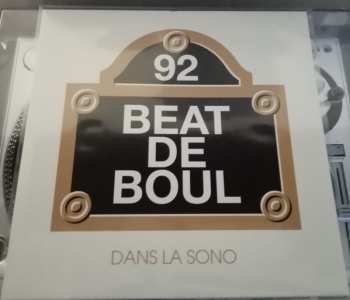 92
BEAT
DE
BOUL
DANS LA SONO